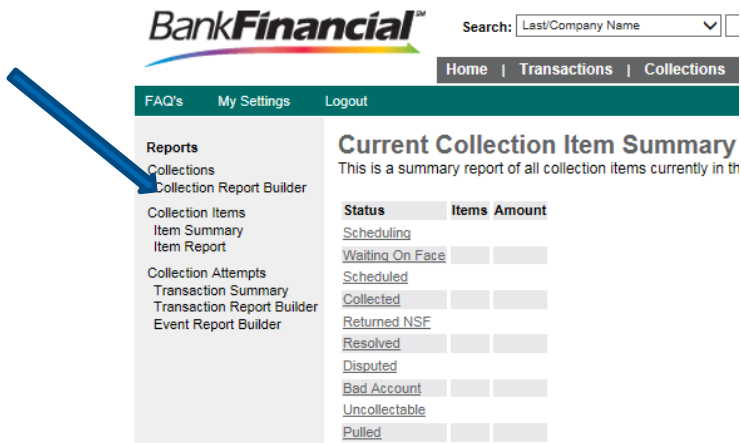 BankFinancial℠
Search: Last/Company Name
Home | Transactions | Collections
FAQ's My Settings Logout
Reports
Collections
Collection Report Builder
Collection Items
Item Summary
Item Report
Collection Attempts
Transaction Summary
Transaction Report Builder
Event Report Builder
Current Collection Item Summary
This is a summary report of all collection items currently in th
Status Items Amount
Scheduling
Waiting On Face
Scheduled
Collected
Returned NSF
Resolved
Disputed
Bad Account
Uncollectable
Pulled